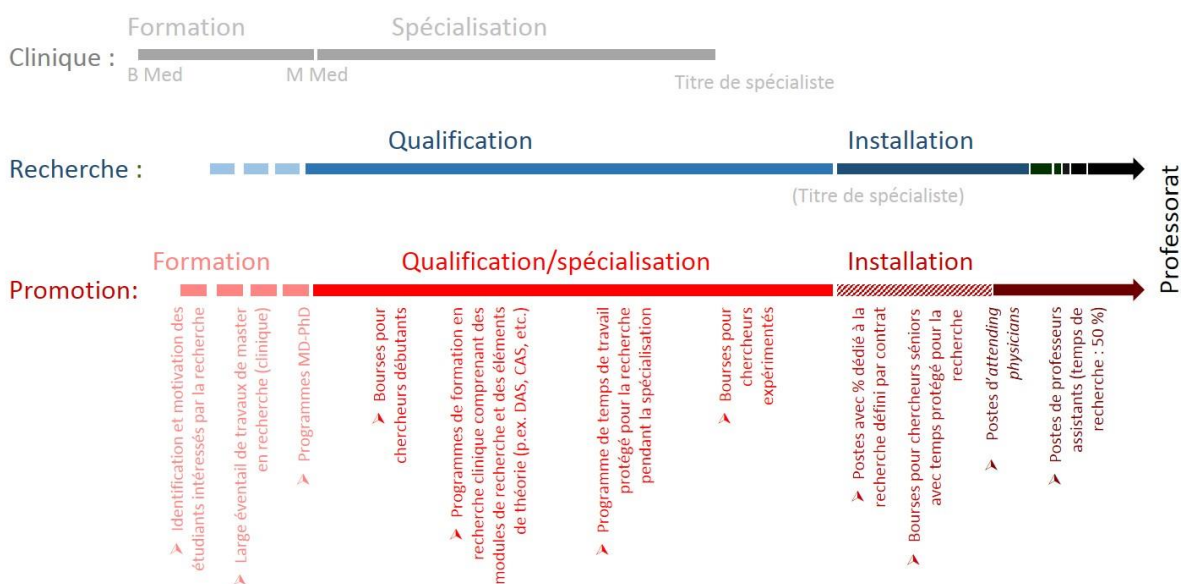 Formation Spécialisation
Clinique :
B Med M Med Titre de spécialiste
Qualification Installation
Recherche :
(Titre de spécialiste)
Professorat
Formation Qualification/spécialisation Installation
Promotion:
Identification et motivation des
étudiants intéressés par la recherche
Large éventail de travaux de master
en recherche (clinique)
Programmes MD-PhD
Bourses pour
chercheurs débutants
Programmes de formation en
recherche clinique comprenant des
modules de recherche et des éléments
de théorie (p.ex. DAS, CAS, etc.)
Programme de temps de travail
protégé pour la recherche
pendant la spécialisation
Bourses pour
chercheurs
expérimentés
Postes avec % dédié à la
recherche défini par contrat
Bourses pour chercheurs séniors
avec temps protégé pour la
recherche
Postes d'attending
physicians
Postes de professeurs
assistants (temps de
recherche : 50 %)